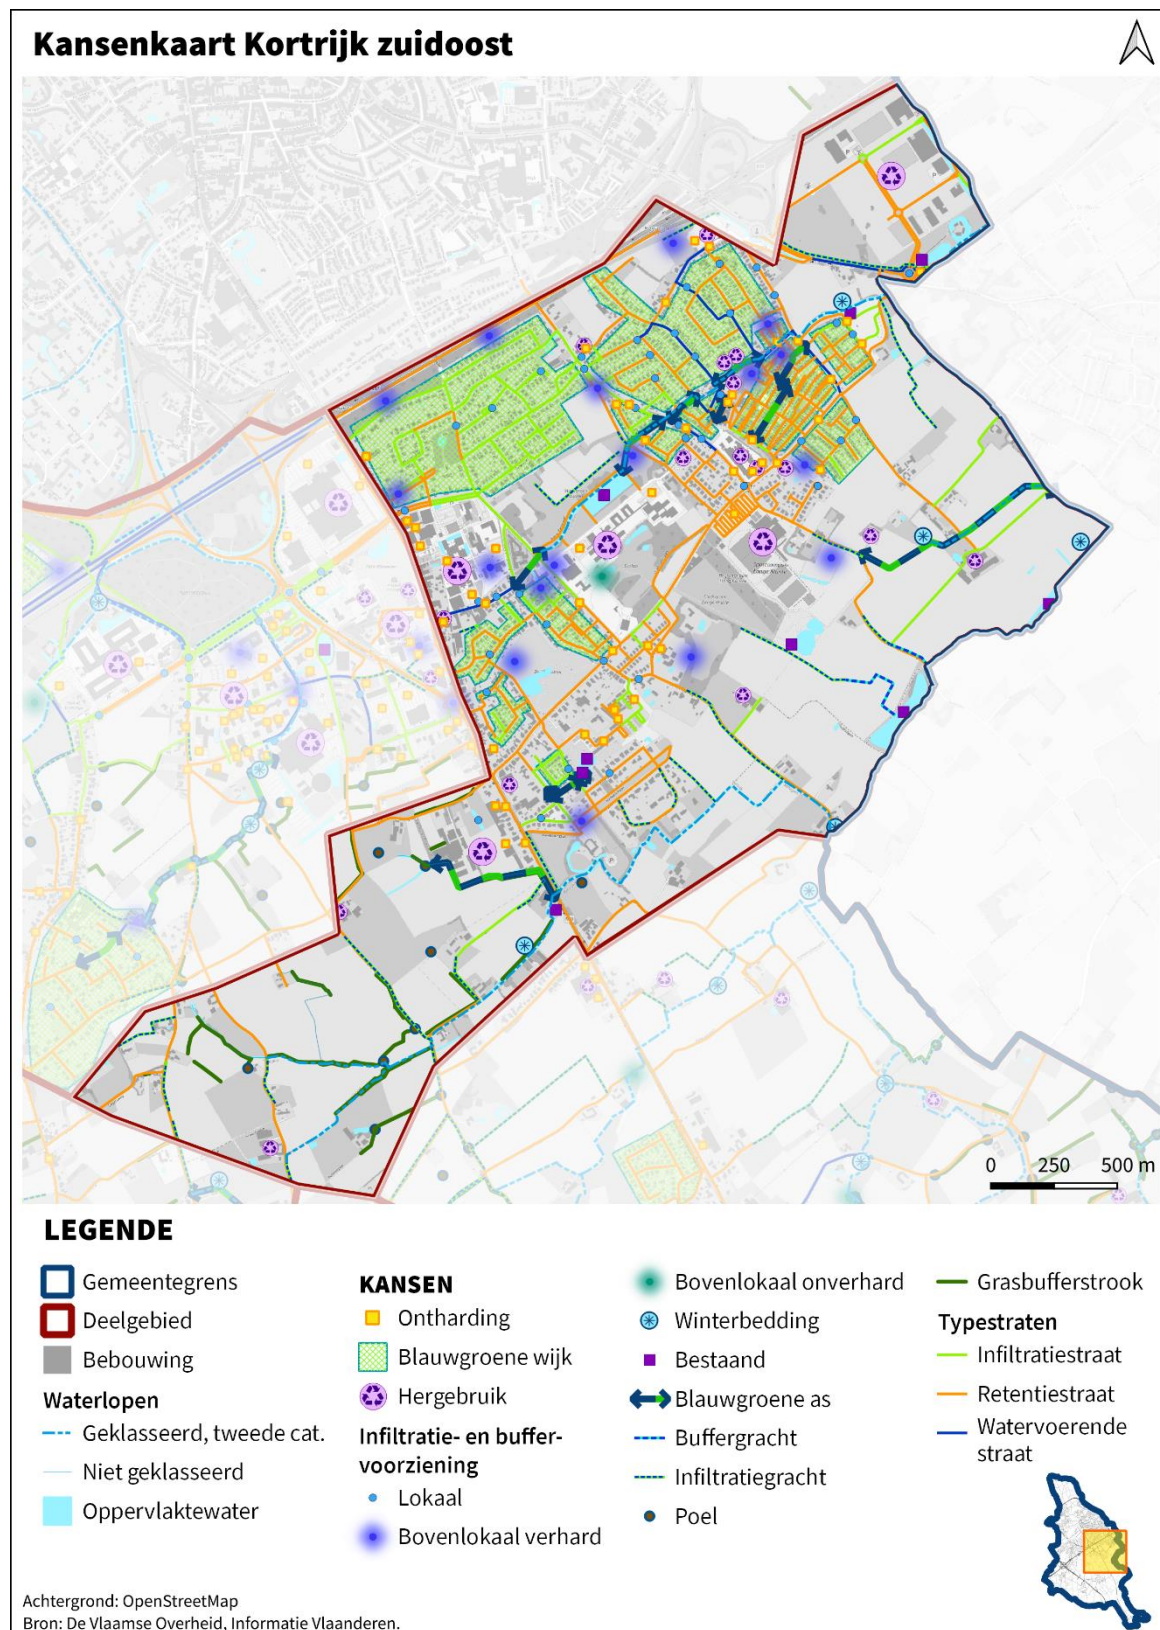 Kansenkaart Kortrijk zuidoost
0 250 500 m
LEGENDE
Gemeentegrens
Deelgebied
Bebouwing
Waterlopen
Geklasseerd, tweede cat.
Niet geklasseerd
Oppervlaktewater
KANSEN
Ontharding
Blauwgroene wijk
Hergebruik
Infiltratie- en buffer-
voorziening
Lokaal
Bovenlokaal verhard
Bovenlokaal onverhard
Winterbedding
Bestaand
Blauwgroene as
Buffergracht
Infiltratiegracht
Poel
Grasbufferstrook
Typestraten
Infiltratiestraat
Retentiestraat
Watervoerende
straat
Achtergrond: OpenStreetMap
Bron: De Vlaamse Overheid, Informatie Vlaanderen.